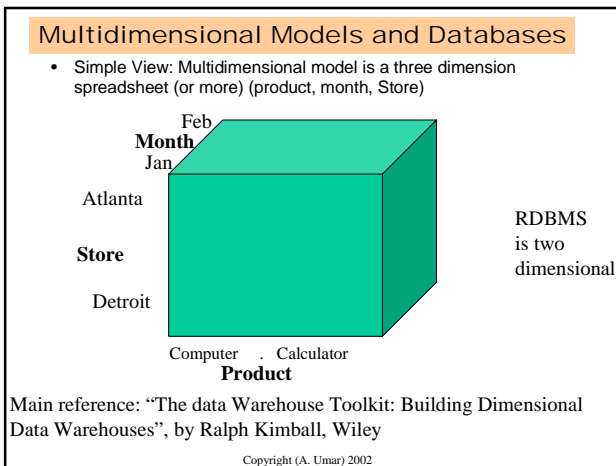 Multidimensional Models and Databases
• Simple View: Multidimensional model is a three dimension
spreadsheet (or more) (product, month, Store)
Feb
Month
Jan
Atlanta
Store
Detroit
RDBMS
is two
dimensional
Computer . Calculator
Product
Main reference: “The data Warehouse Toolkit: Building Dimensional
Data Warehouses”, by Ralph Kimball, Wiley
Copyright (A. Umar) 2002